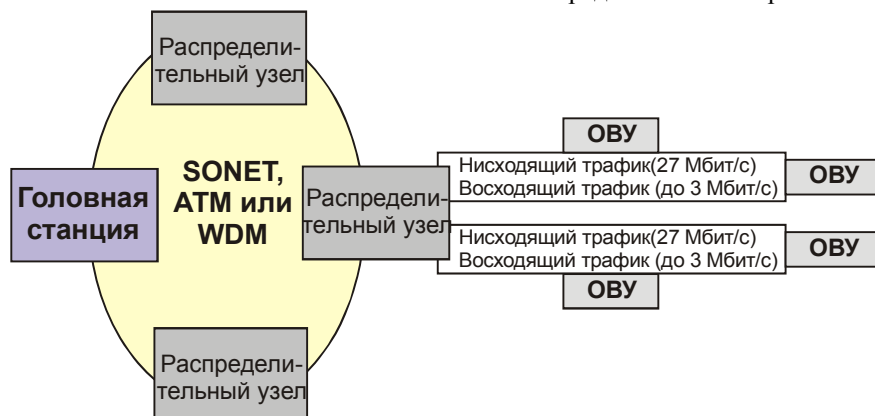 Распредели-
тельный узел
ОВУ
SONET,
ATM или
WDM
Головная
станция
Распредели-
тельный узел
Нисходящий трафик(27 Мбит/с)
Восходящий трафик (до 3 Мбит/с)
ОВУ
Нисходящий трафик(27 Мбит/с)
Восходящий трафик (до 3 Мбит/с)
ОВУ
ОВУ
Распредели-
тельный узел